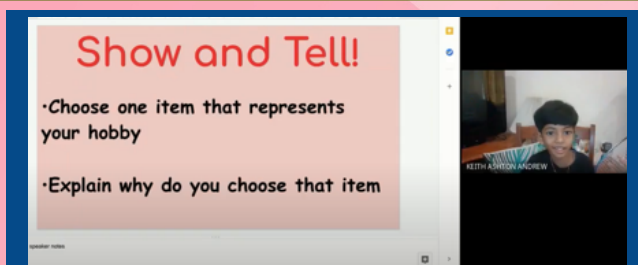 Show and Tell!
•Choose one item that represents
your hobby
•Explain why do you choose that item
KEITH ASHTON ANDREW
speaker notes